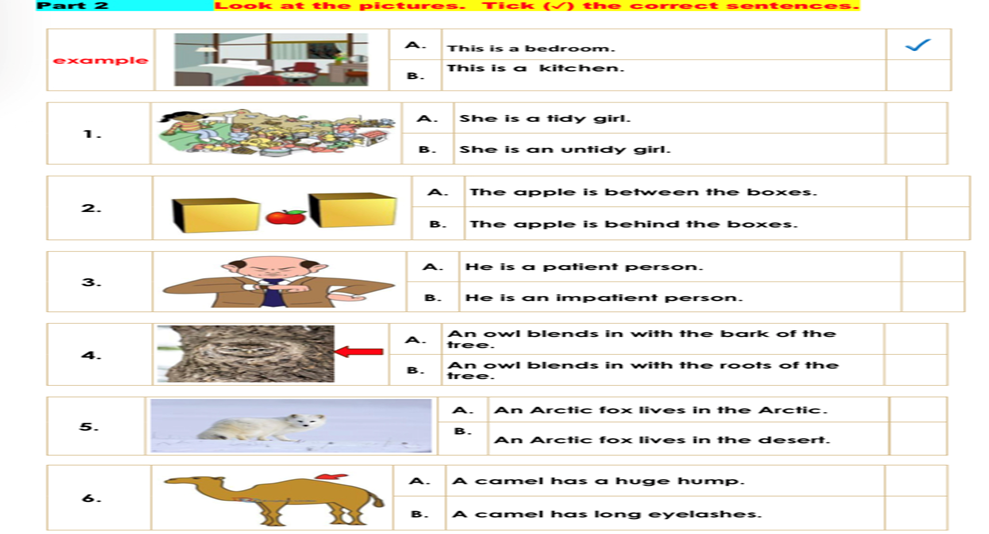 Part 2 Look at the pictures. Tick (✓) the correct sentences.
example
A. This is a bedroom. ✓
B. This is a kitchen.
1.
A. She is a tidy girl.
B. She is an untidy girl.
2.
A. The apple is between the boxes.
B. The apple is behind the boxes.
3.
A. He is a patient person.
B. He is an impatient person.
4.
A. An owl blends in with the bark of the
tree.
B. An owl blends in with the roots of the
tree.
5.
A. An Arctic fox lives in the Arctic.
B. An Arctic fox lives in the desert.
6.
A. A camel has a huge hump.
B. A camel has long eyelashes.